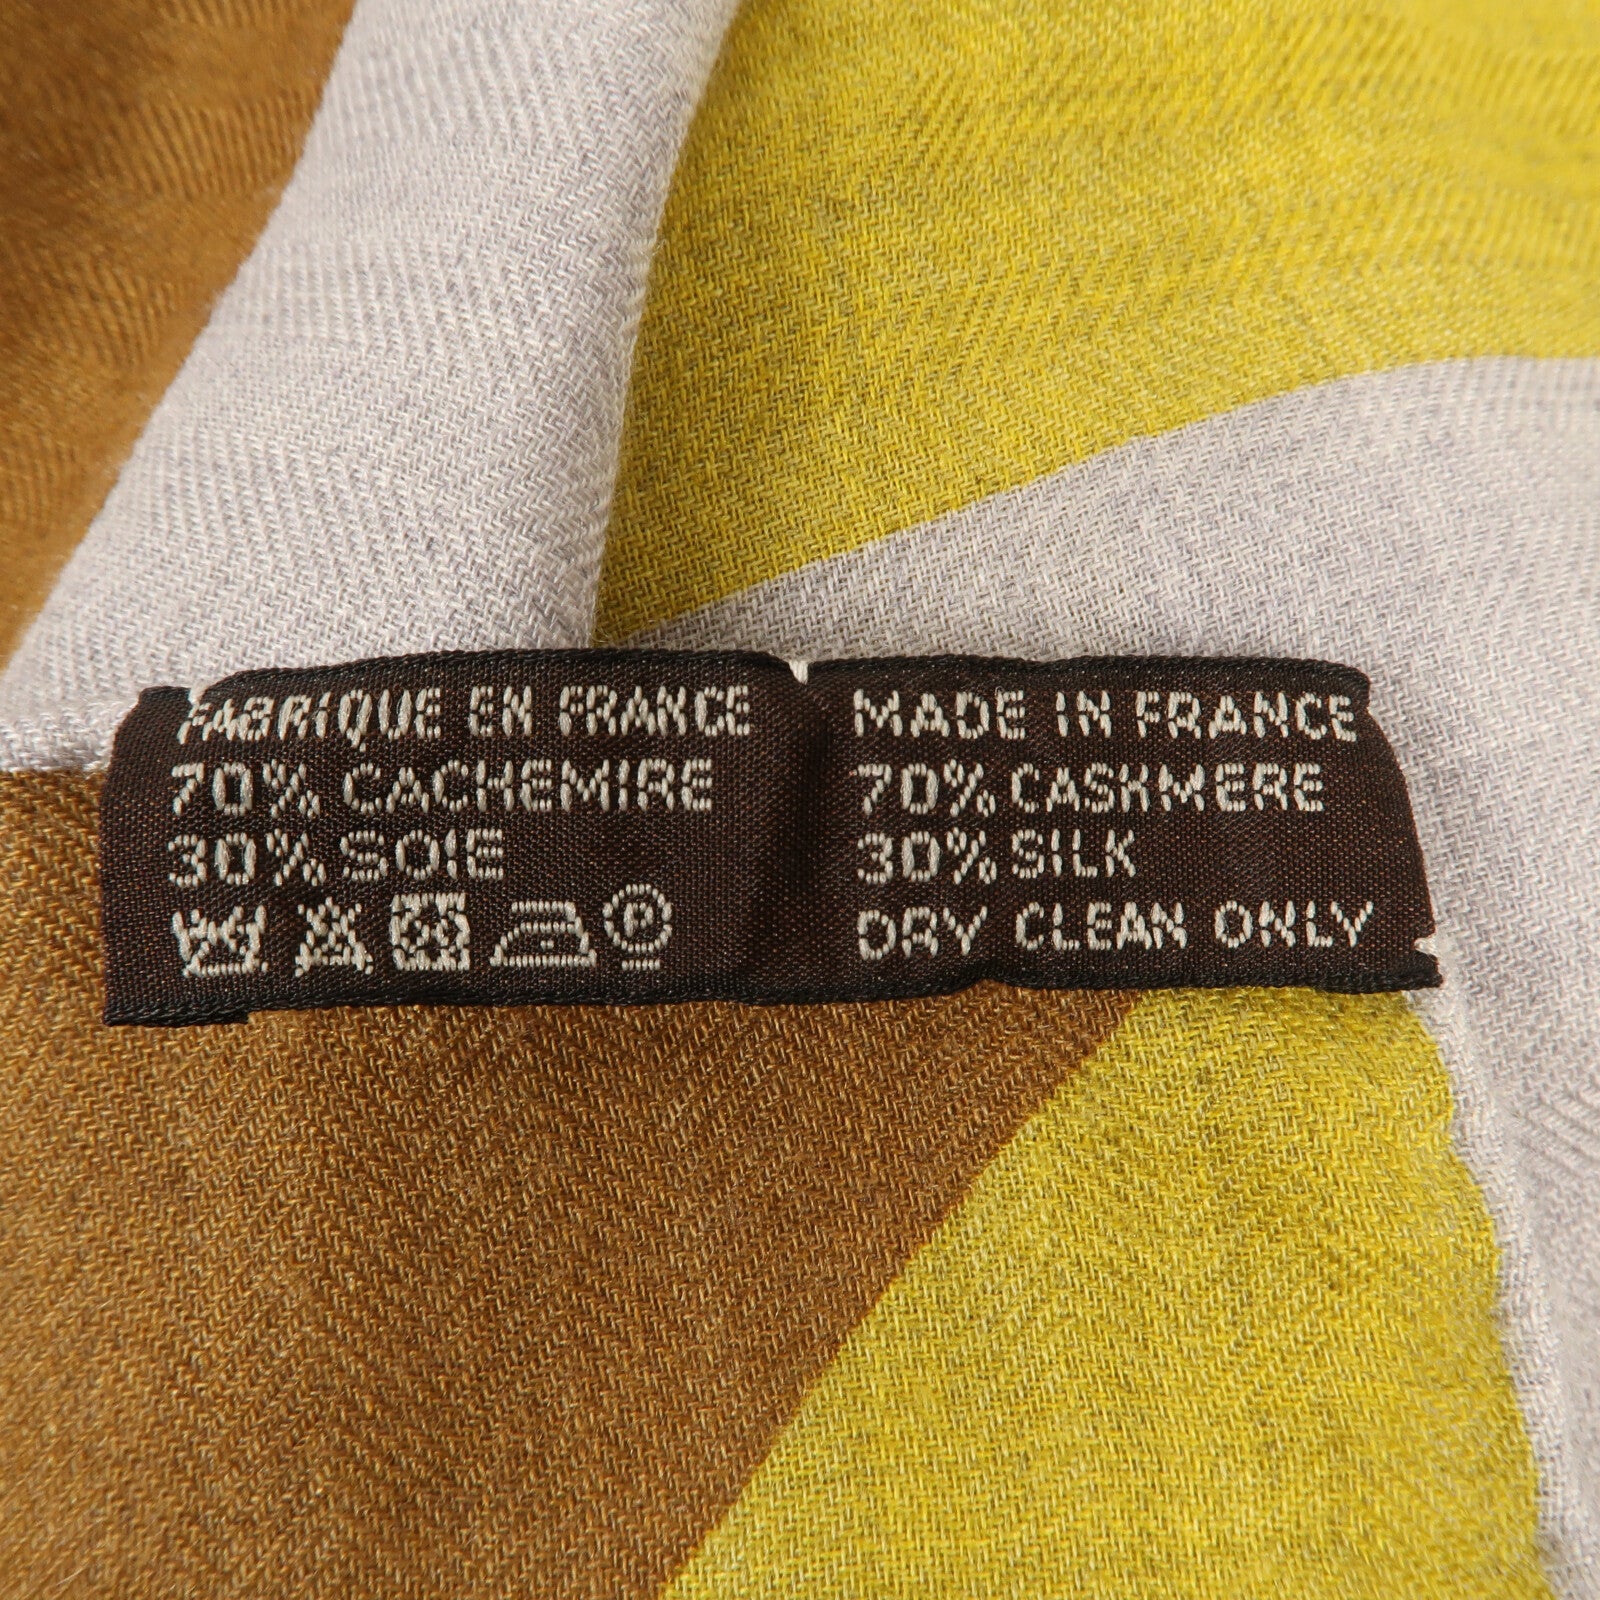 FABRIQUE EN FRANCE
70% CACHEMIRE
30% SOIE
P
MADE IN FRANCE
70% CASHMERE
30% SILK
DRY CLEAN ONLY